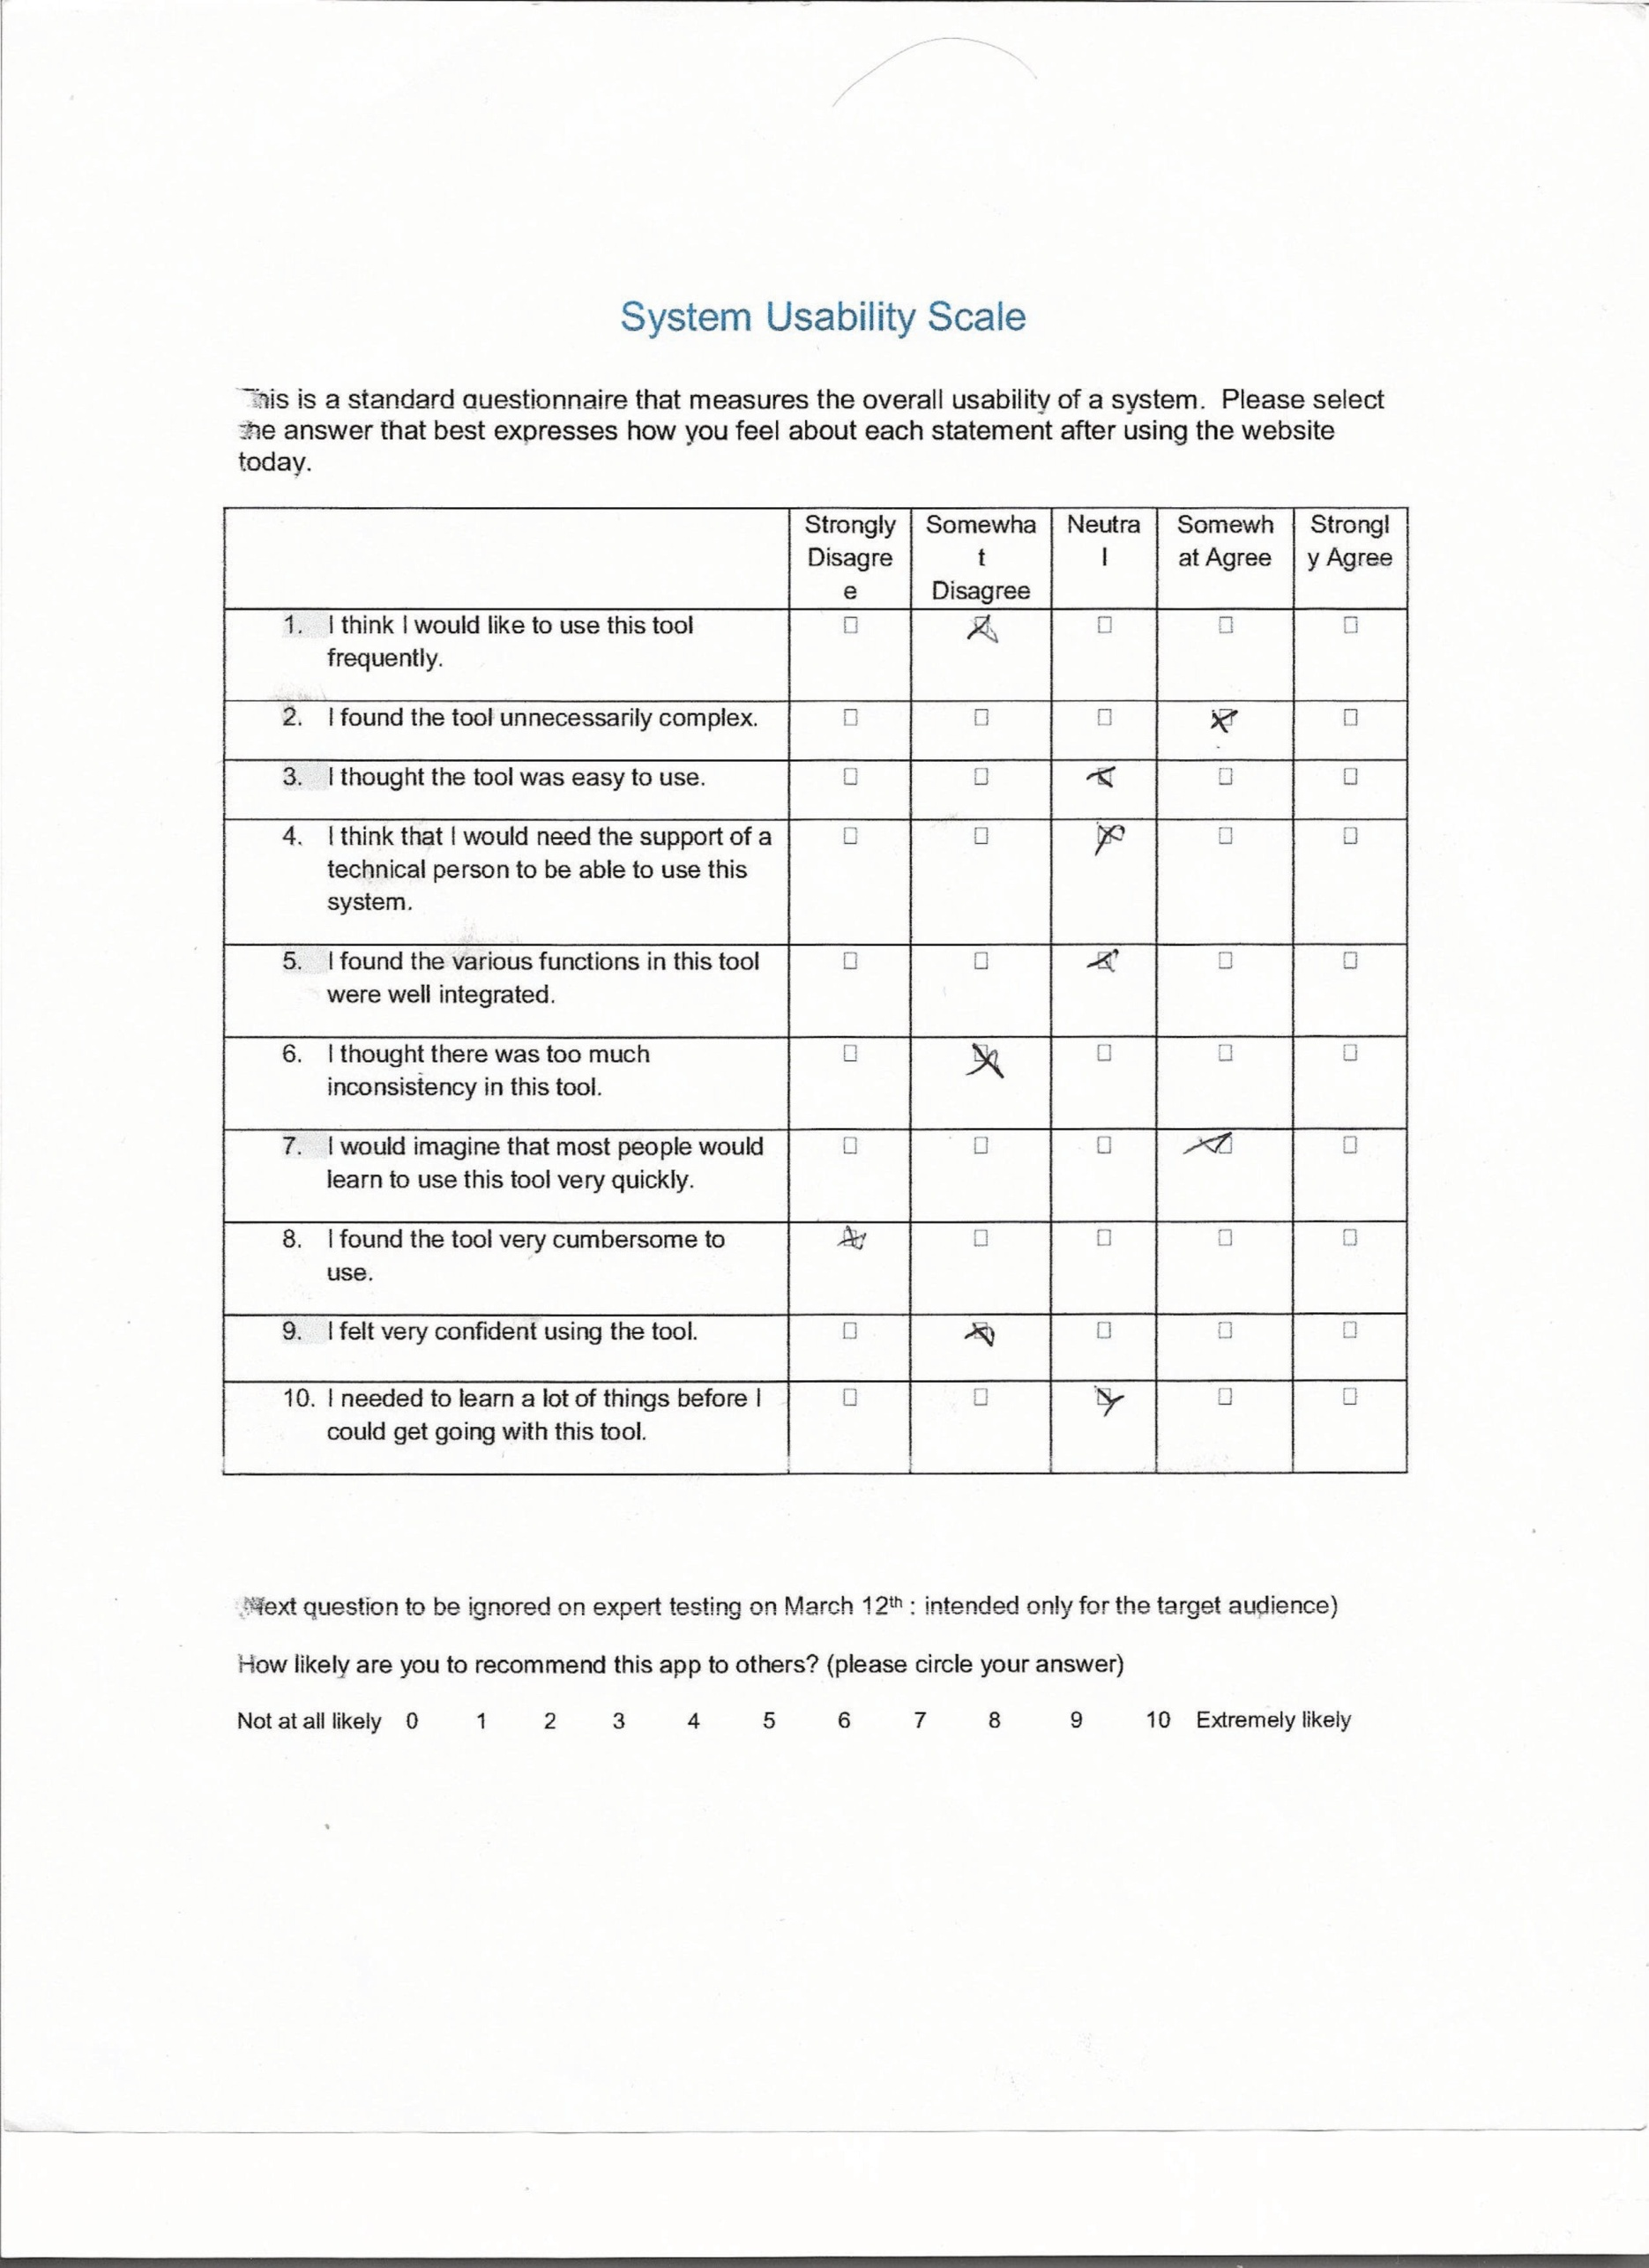 System Usability Scale
This is a standard questionnaire that measures the overall usability of a system. Please select
the answer that best expresses how you feel about each statement after using the website
today.
Strongly Disagre e
Somewha t Disagree
Neutra l
Somewh at Agree
Strongl y Agree
1. I think I would like to use this tool
frequently.
2. I found the tool unnecessarily complex.
3. I thought the tool was easy to use.
4. I think that I would need the support of a
technical person to be able to use this
system.
5. I found the various functions in this tool
were well integrated.
6. I thought there was too much
inconsistency in this tool.
7. I would imagine that most people would
learn to use this tool very quickly.
8. I found the tool very cumbersome to
use.
9. I felt very confident using the tool.
10. I needed to learn a lot of things before I
could get going with this tool.
Next question to be ignored on expert testing on March 12th : intended only for the target audience)
How likely are you to recommend this app to others? (please circle your answer)
Not at all likely 0 1 2 3 4 5 6 7 8 9 10 Extremely likely